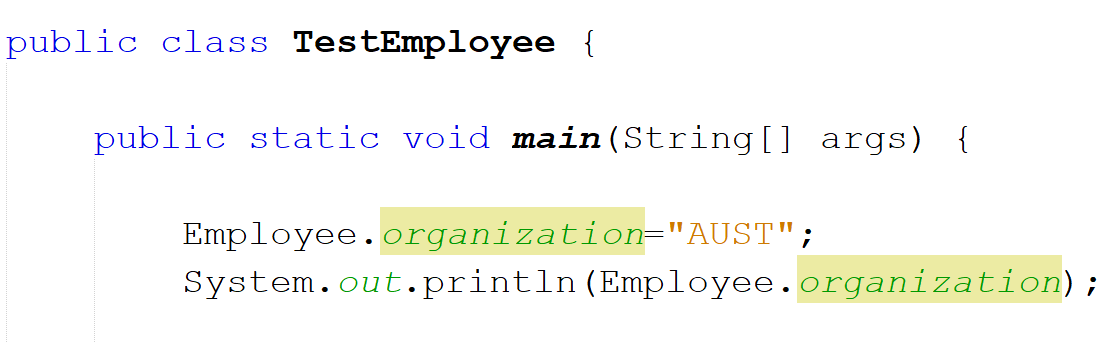 public class TestEmployee {
public static void main(String[] args) {
Employee.organization="AUST";
System.out.println(Employee.organization);